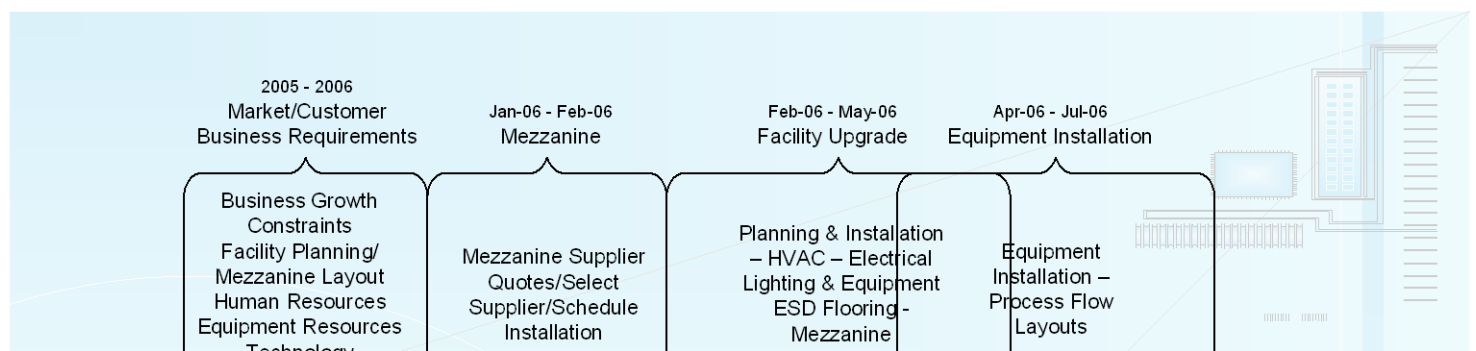 2005 - 2006
Market/Customer
Business Requirements
Jan-06 - Feb-06
Mezzanine
Feb-06 - May-06
Facility Upgrade
Apr-06 - Jul-06
Equipment Installation
Business Growth
Constraints
Facility Planning/
Mezzanine Layout
Human Resources
Equipment Resources
Technology
Mezzanine Supplier
Quotes/Select
Supplier/Schedule
Installation
Planning & Installation
– HVAC – Electrical
Lighting & Equipment
ESD Flooring -
Mezzanine
Equipment
Installation –
Process Flow
Layouts